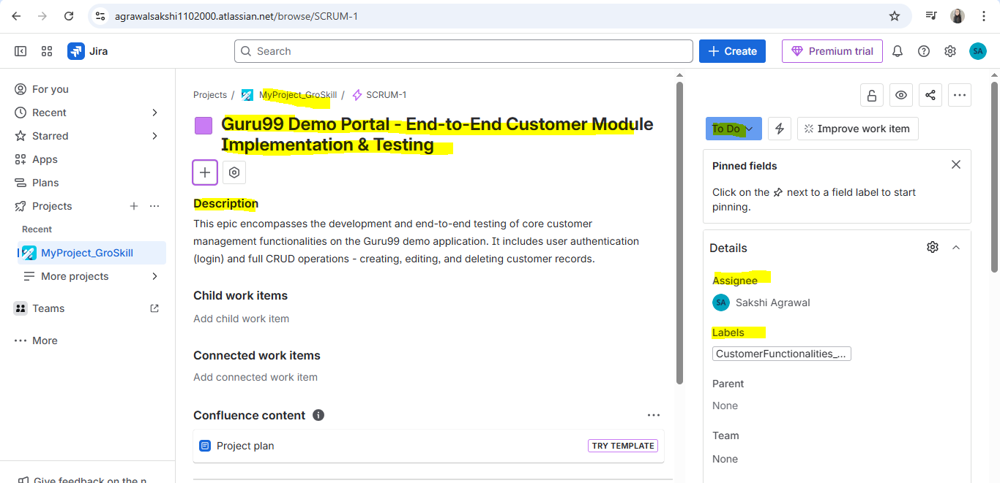 agrawalsakshi1102000.atlassian.net/browse/SCRUM-1
Jira
Search
Create
Premium trial
SA
For you
Recent
Starred
Apps
Plans
Projects
Recent
MyProject_GroSkill
More projects
Teams
More
Give feedback on the n
Projects / MyProject_GroSkill / SCRUM-1
Guru99 Demo Portal - End-to-End Customer Module
Implementation & Testing
Description
This epic encompasses the development and end-to-end testing of core customer
management functionalities on the Guru99 demo application. It includes user authentication
(login) and full CRUD operations - creating, editing, and deleting customer records.
Child work items
Add child work item
Connected work items
Add connected work item
Confluence content
Project plan
TRY TEMPLATE
To Do
Improve work item
Pinned fields
Click on the next to a field label to start
pinning.
Details
Assignee
SA Sakshi Agrawal
Labels
CustomerFunctionalities_...
Parent
None
Team
None